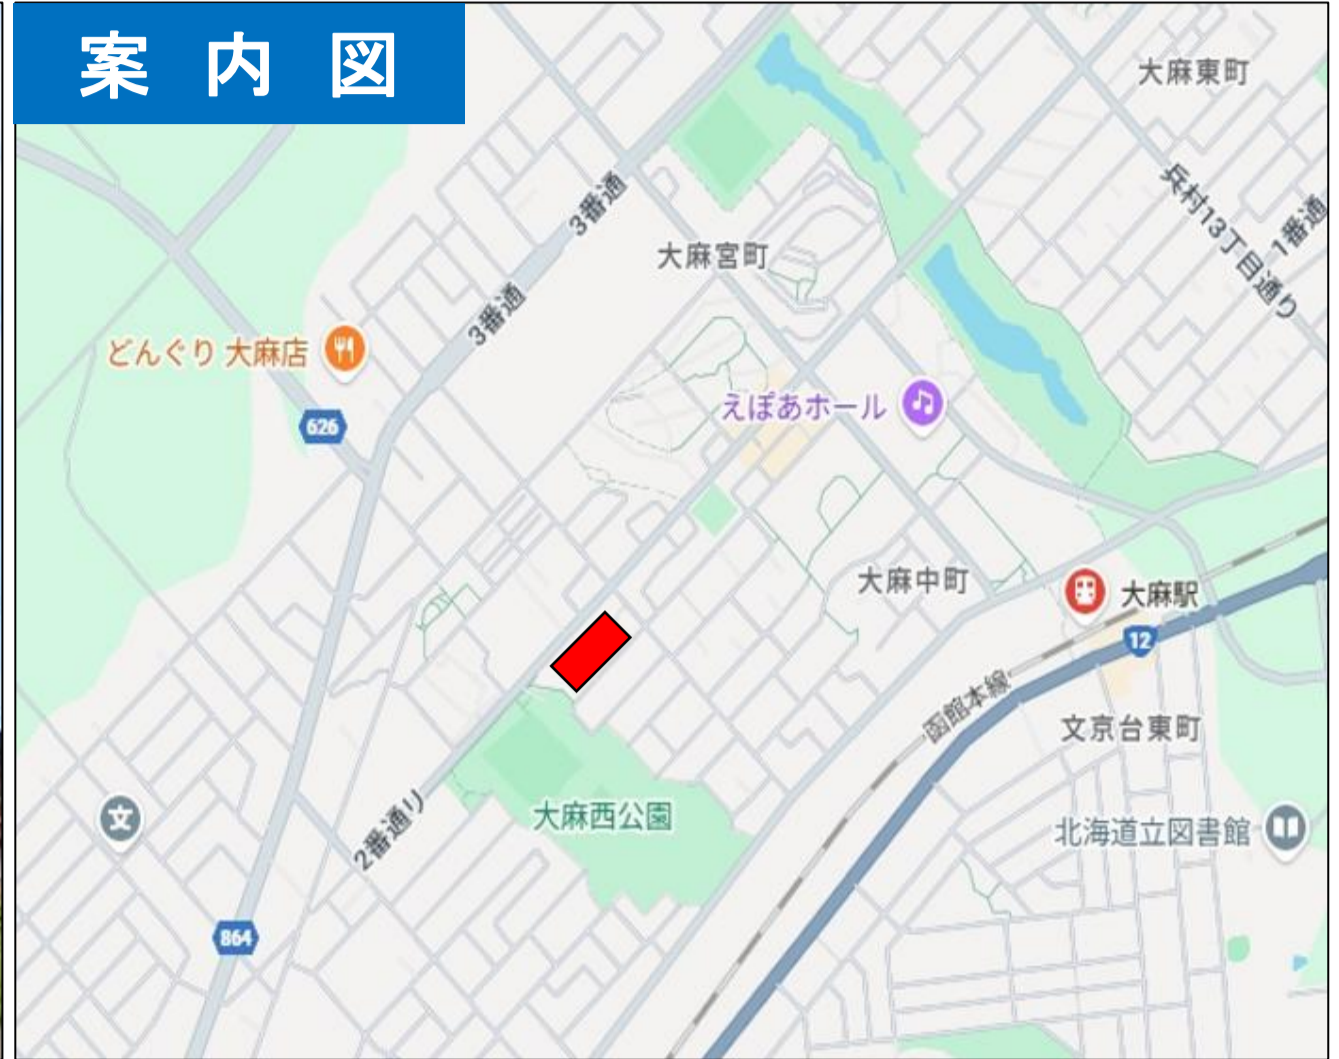 案内図
大麻東町
兵村13丁目通り
1番通
3番通
大麻宮町
3番通
どんぐり 大麻店
えぽあホール
626
大麻中町
大麻駅
12
函館本線
文京台東町
大麻西公園
2番通り
北海道立図書館
文
864